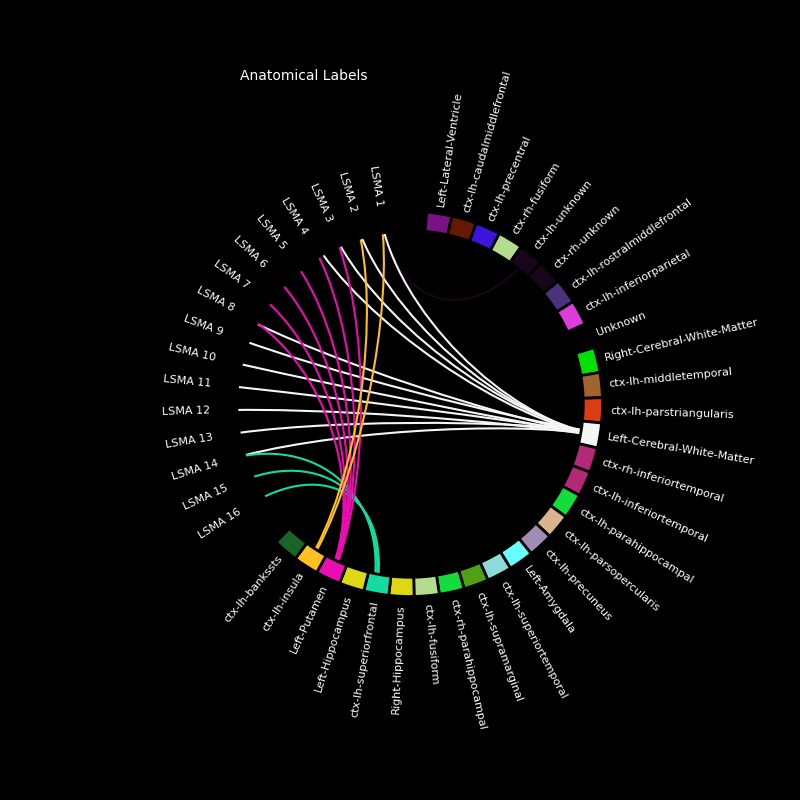 Anatomical Labels
Left-Lateral-Ventricle
ctx-lh-caudalmiddlefrontal
ctx-lh-precentral
ctx-rh-fusiform
ctx-lh-unknown
ctx-rh-unknown
ctx-lh-rostralmiddlefrontal
ctx-lh-inferiorparietal
Unknown
Right-Cerebral-White-Matter
ctx-lh-middletemporal
ctx-lh-parstriangularis
Left-Cerebral-White-Matter
ctx-rh-inferiortemporal
ctx-lh-inferiortemporal
ctx-lh-parahippocampal
ctx-lh-parsopercularis
ctx-lh-precuneus
Left-Amygdala
ctx-lh-superiortemporal
ctx-lh-supramarginal
ctx-rh-parahippocampal
ctx-lh-fusiform
Right-Hippocampus
ctx-lh-superiorfrontal
Left-Hippocampus
Left-Putamen
ctx-lh-insula
ctx-lh-bankssts
LSMA 16
LSMA 15
LSMA 14
LSMA 13
LSMA 12
LSMA 11
LSMA 10
LSMA 9
LSMA 8
LSMA 7
LSMA 6
LSMA 5
LSMA 4
LSMA 3
LSMA 2
LSMA 1